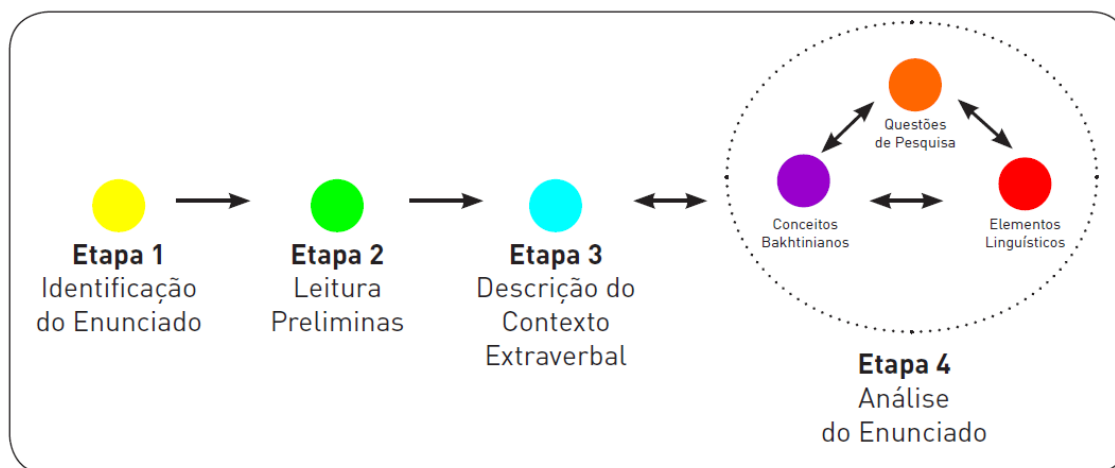 Etapa 1
Identificação
do Enunciado
Etapa 2
Leitura
Preliminas
Etapa 3
Descrição do
Contexto
Extraverbal
Questões
de Pesquisa
Conceitos
Bakhtinianos
Elementos
Linguísticos
Etapa 4
Análise
do Enunciado